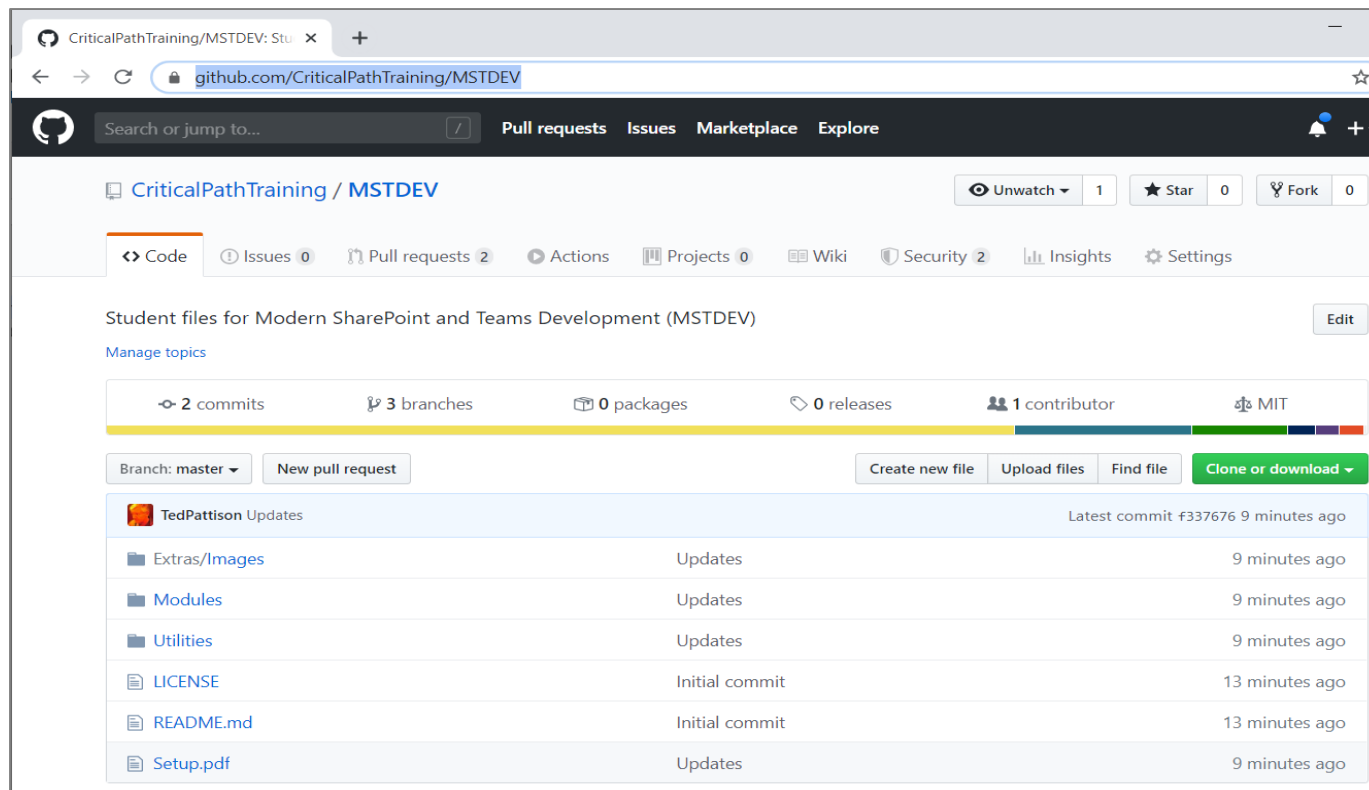 CriticalPathTraining/MSTDEV: Stu
github.com/CriticalPathTraining/MSTDEV
Search or jump to... / Pull requests Issues Marketplace Explore
CriticalPathTraining / MSTDEV Unwatch 1 Star 0 Fork 0
Code Issues 0 Pull requests 2 Actions Projects 0 Wiki Security 2 Insights Settings
Student files for Modern SharePoint and Teams Development (MSTDEV) Edit
Manage topics
2 commits 3 branches 0 packages 0 releases 1 contributor MIT
Branch: master New pull request Create new file Upload files Find file Clone or download
TedPattison Updates Latest commit f337676 9 minutes ago
Extras/Images Updates 9 minutes ago
Modules Updates 9 minutes ago
Utilities Updates 9 minutes ago
LICENSE Initial commit 13 minutes ago
README.md Initial commit 13 minutes ago
Setup.pdf Updates 9 minutes ago